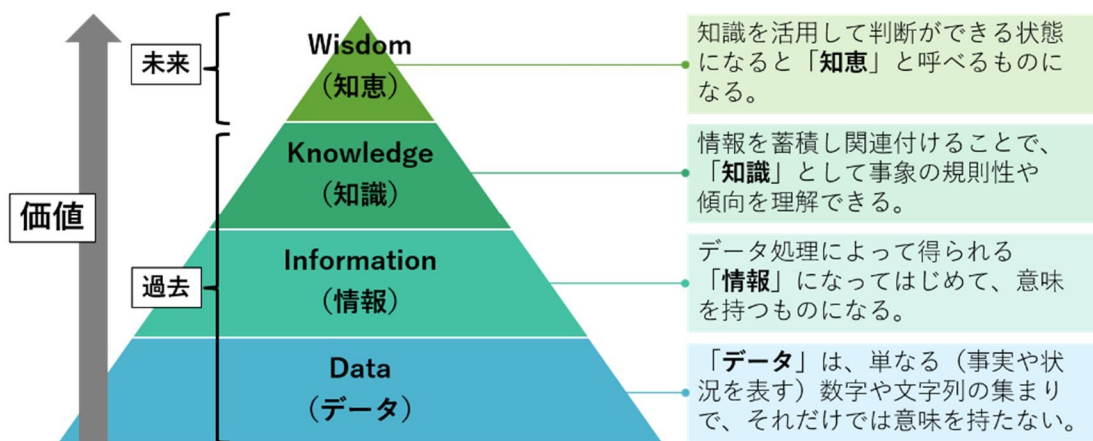 価値
未来
過去
Wisdom
（知恵）
知識を活用して判断ができる状態
になると「知恵」と呼べるものに
なる。
Knowledge
（知識）
情報を蓄積し関連付けることで、
「知識」として事象の規則性や
傾向を理解できる。
Information
（情報）
データ処理によって得られる
「情報」になってはじめて、意味
を持つものになる。
Data
（データ）
「データ」は、単なる（事実や状
況を表す）数字や文字列の集まり
で、それだけでは意味を持たない。